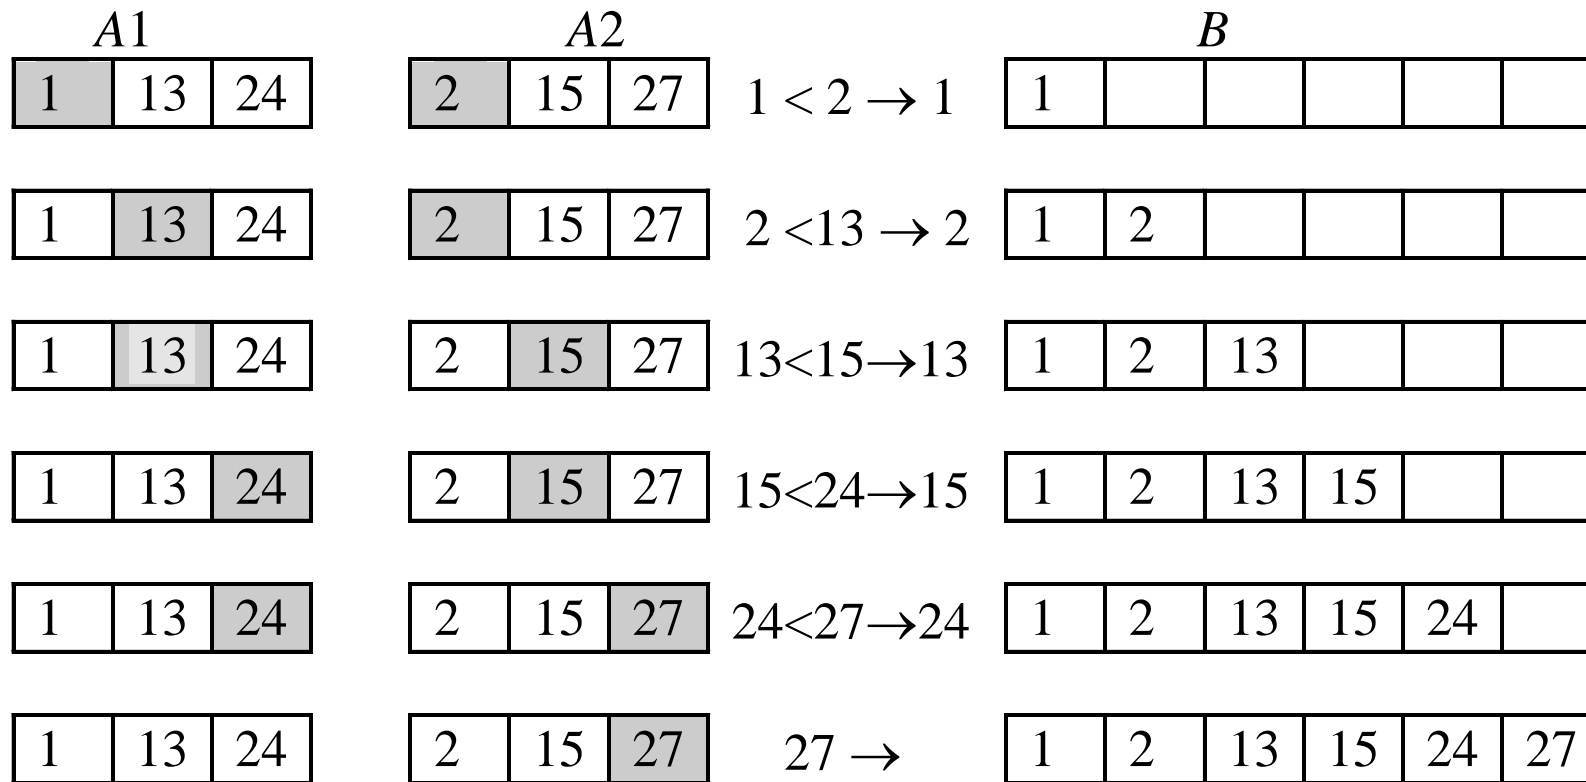 A1 A2 B
1 13 24 2 15 27 1 < 2 → 1 1
1 13 24 2 15 27 2 <13 → 2 1 2
1 13 24 2 15 27 13<15→13 1 2 13
1 13 24 2 15 27 15<24→15 1 2 13 15
1 13 24 2 15 27 24<27→24 1 2 13 15 24
1 13 24 2 15 27 27 → 1 2 13 15 24 27